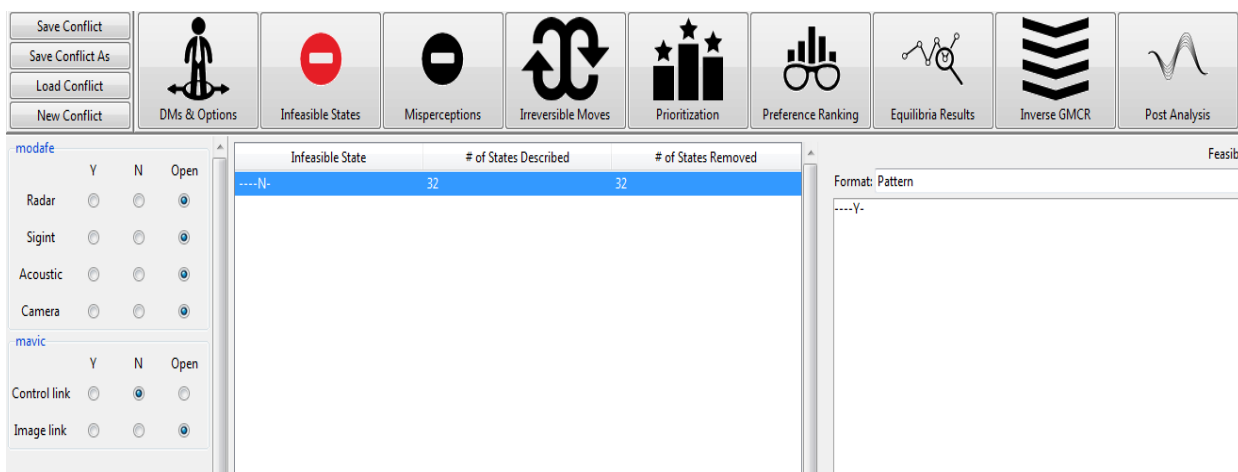 Save Conflict
Save Conflict As
Load Conflict
New Conflict
DMs & Options
Infeasible States
Misperceptions
Irreversible Moves
Prioritization
Preference Ranking
Equilibria Results
Inverse GMCR
Post Analysis
modafe
Y N Open
Radar
Sigint
Acoustic
Camera
mavic
Y N Open
Control link
Image link
Infeasible State # of States Described # of States Removed
----N- 32 32
Feasib
Format: Pattern
----Y-